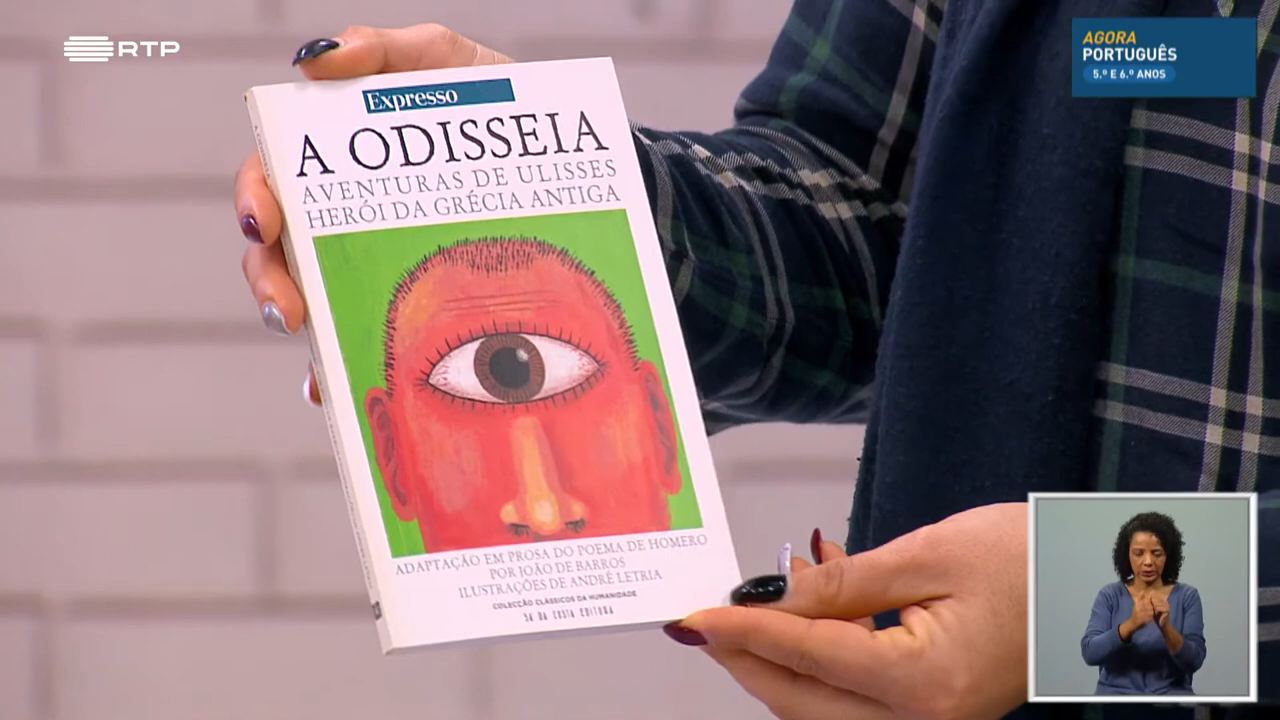 RTP
AGORA
PORTUGUÊS
5.º E 6.º ANOS
Expresso
A ODISSEIA
AVENTURAS DE ULISSES
HERÓI DA GRÉCIA ANTIGA
ADAPTAÇÃO EM PROSA DO POEMA DE HOMERO
POR JOÃO DE BARROS
ILUSTRAÇÕES DE ANDRÉ LETRIA
COLECÇÃO CLÁSSICOS DA HUMANIDADE
SÁ DA COSTA EDITORA